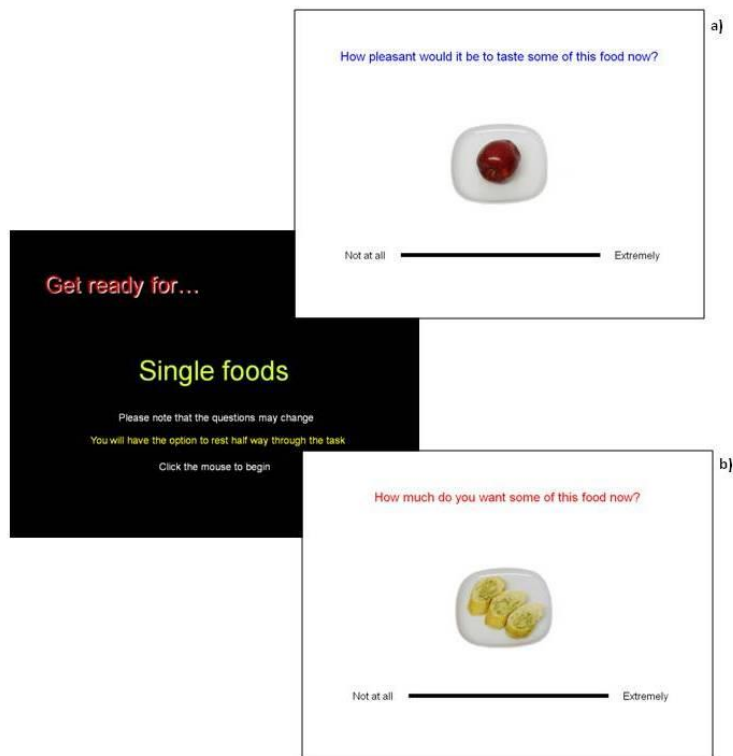 a)
How pleasant would it be to taste some of this food now?
Not at all Extremely
Get ready for...
Single foods
Please note that the questions may change
You will have the option to rest half way through the task
Click the mouse to begin
b)
How much do you want some of this food now?
Not at all Extremely